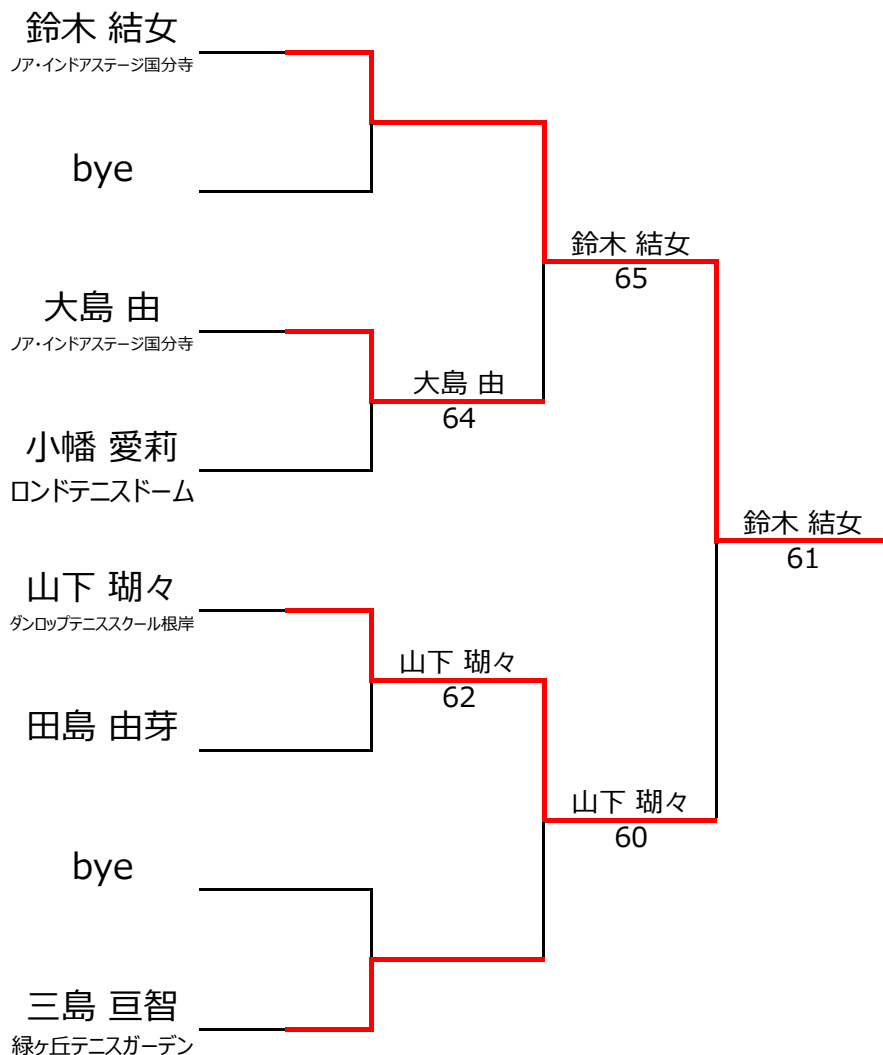 鈴木 結女
ノア・インドアステージ国分寺
bye
大島 由
ノア・インドアステージ国分寺
小幡 愛莉
ロンドテニスドーム
山下 瑚々
ダンロップテニススクール根岸
田島 由芽
bye
三島 亘智
緑ヶ丘テニスガーデン
大島 由
64
山下 瑚々
62
鈴木 結女
65
山下 瑚々
60
鈴木 結女
61